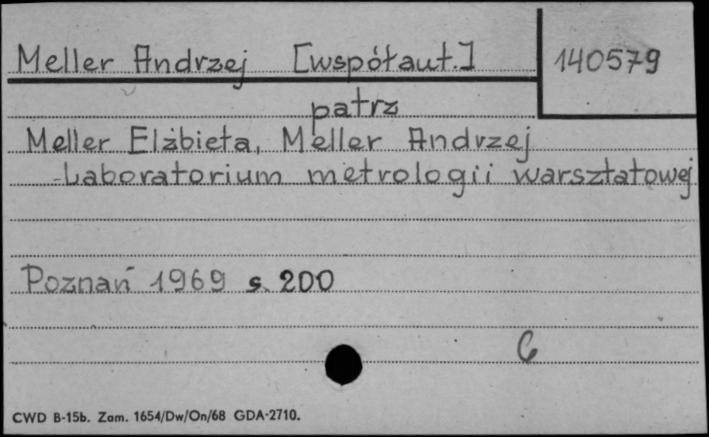 Meller Andrzej [współaut.] 140579
patrz
Meller Elżbieta, Meller Andrzej
- Laboratorium metrologii warsztatowej
Poznań 1969 s. 200
G
CWD B-15b. Zam. 1654/Dw/On/68 GDA-2710.